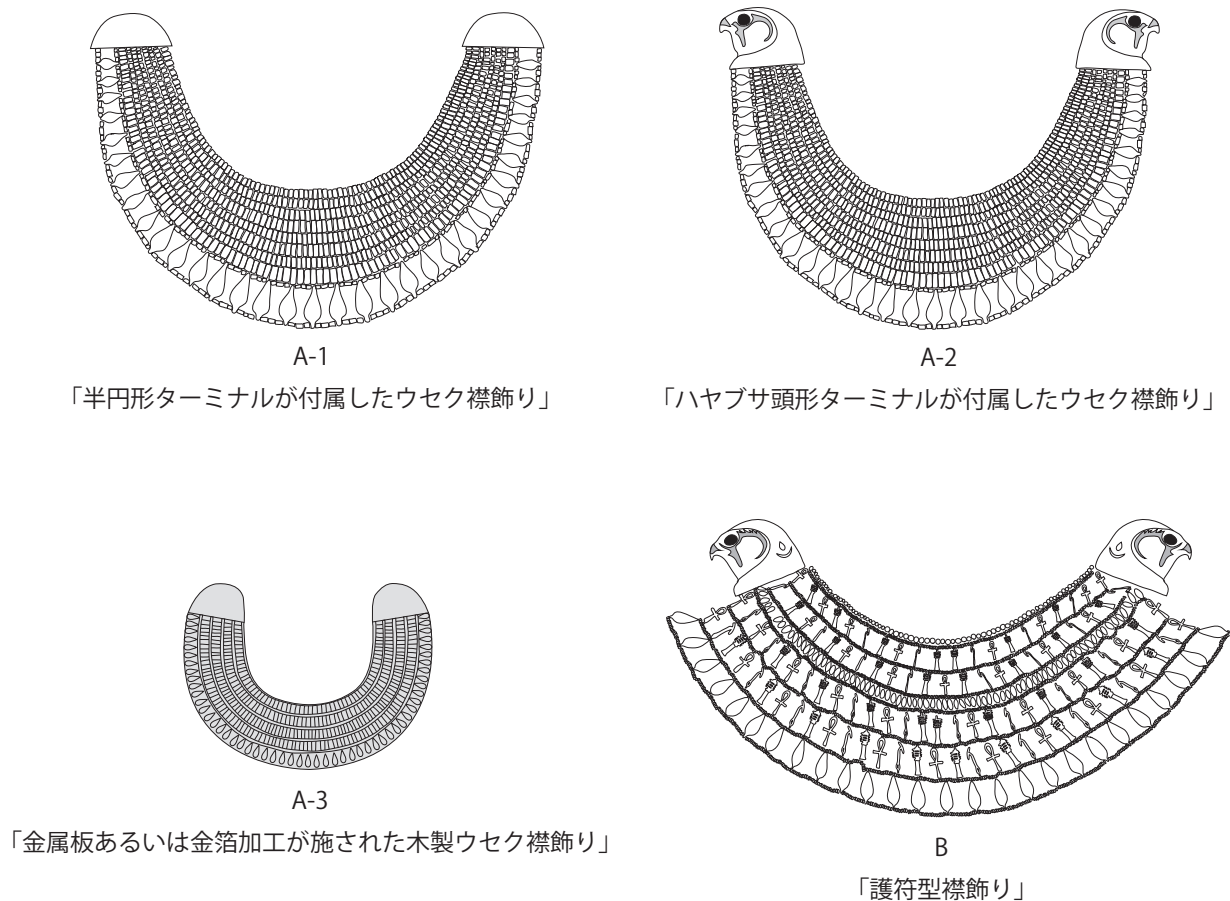 A-1
「半円形ターミナルが付属したウセク襟飾り」
A-2
「ハヤブサ頭形ターミナルが付属したウセク襟飾り」
A-3
「金属板あるいは金箔加工が施された木製ウセク襟飾り」
B
「護符型襟飾り」